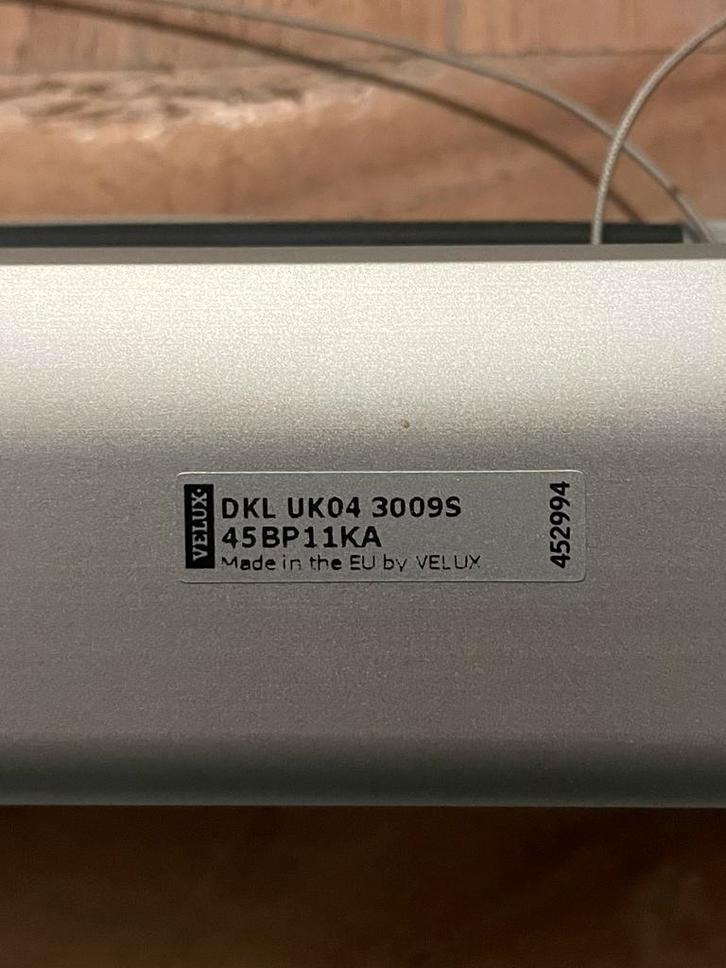 VELUX
DKL UK04 3009S
45BP11KA
Made in the EU by VELUX
452994